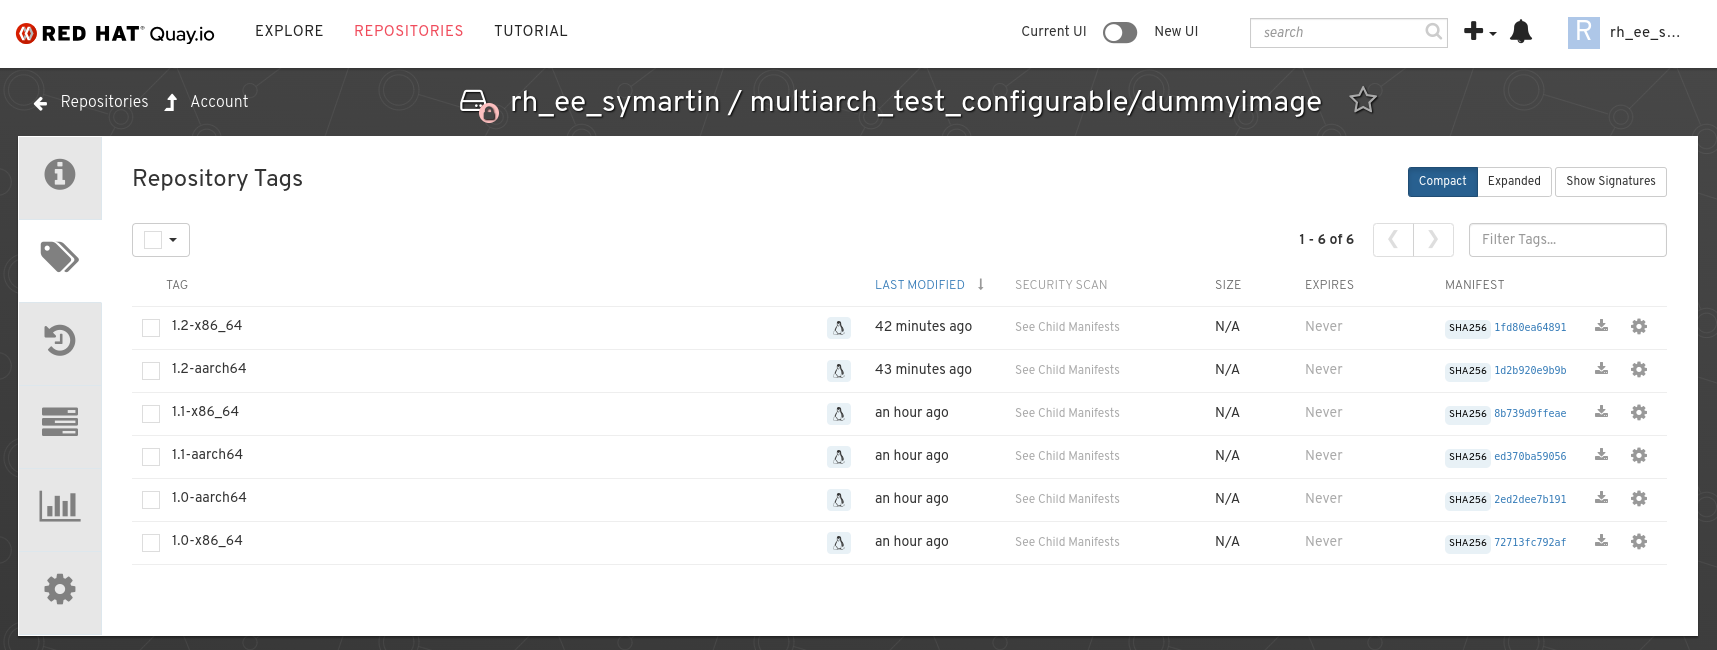 RED HAT Quay.io EXPLORE REPOSITORIES TUTORIAL Current UI New UI search R rh_ee_s...
Repositories Account rh_ee_symartin / multiarch_test_configurable/dummyimage
Repository Tags Compact Expanded Show Signatures
1 - 6 of 6 Filter Tags...
TAG LAST MODIFIED ↓ SECURITY SCAN SIZE EXPIRES MANIFEST
1.2-x86_64 42 minutes ago See Child Manifests N/A Never SHA256 1fd80ea64891
1.2-aarch64 43 minutes ago See Child Manifests N/A Never SHA256 1d2b920e9b9b
1.1-x86_64 an hour ago See Child Manifests N/A Never SHA256 8b739d9ffeae
1.1-aarch64 an hour ago See Child Manifests N/A Never SHA256 ed370ba59056
1.0-aarch64 an hour ago See Child Manifests N/A Never SHA256 2ed2dee7b191
1.0-x86_64 an hour ago See Child Manifests N/A Never SHA256 72713fc792af